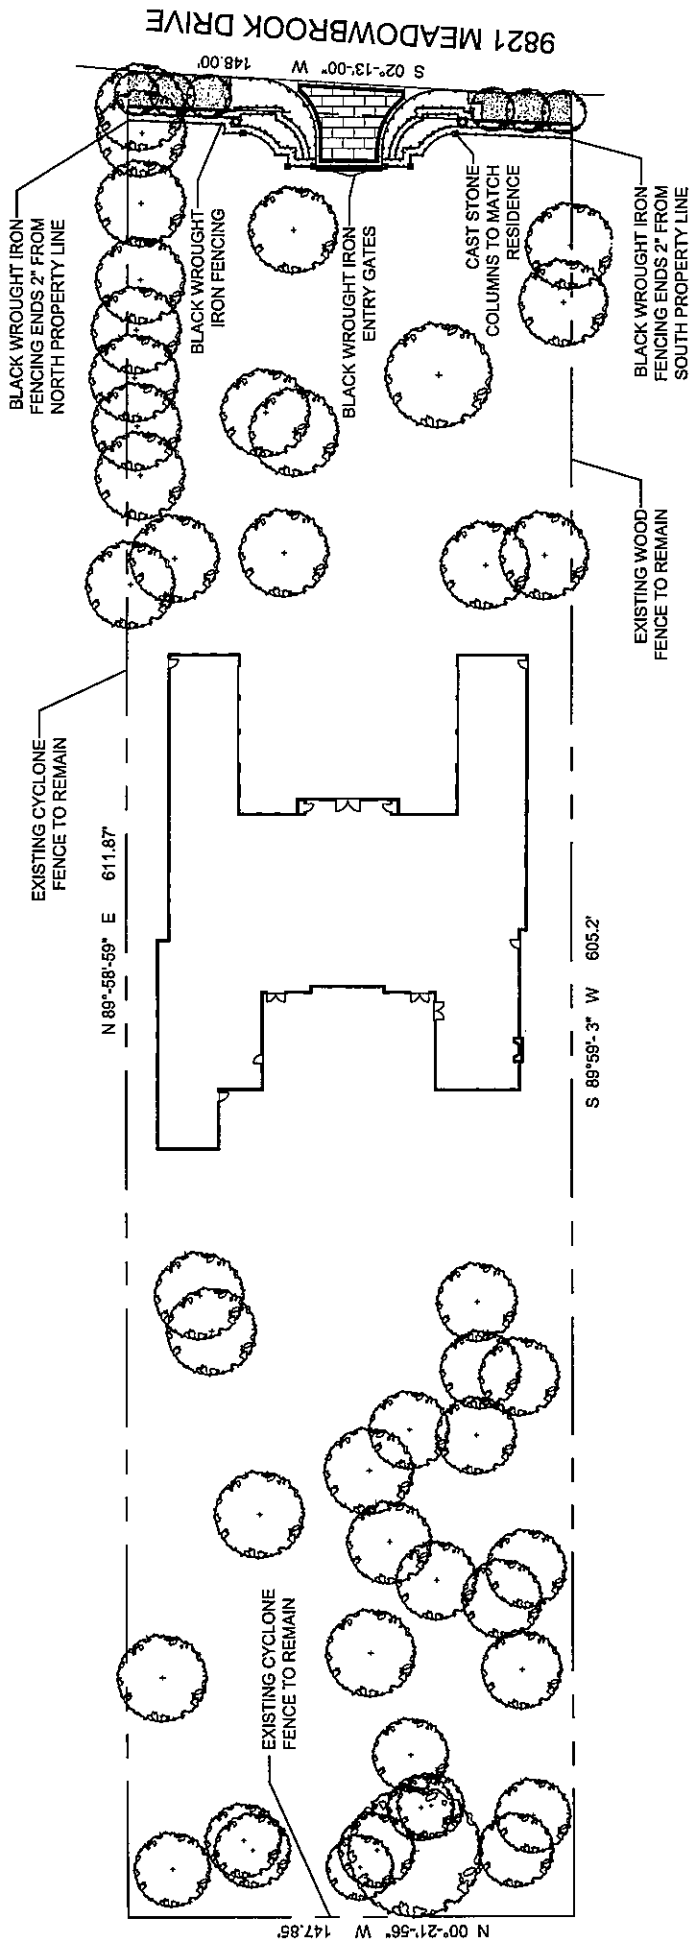 9821 MEADOWBROOK DRIVE
S 02°-13'-00" W 148.00'
BLACK WROUGHT IRON
FENCING ENDS 2" FROM
NORTH PROPERTY LINE
BLACK WROUGHT
IRON FENCING
BLACK WROUGHT IRON
ENTRY GATES
CAST STONE
COLUMNS TO MATCH
RESIDENCE
BLACK WROUGHT IRON
FENCING ENDS 2" FROM
SOUTH PROPERTY LINE
EXISTING CYCLONE
FENCE TO REMAIN
N 89°-58'-59" E 611.87'
EXISTING WOOD
FENCE TO REMAIN
S 89°59'- 3" W 605.2'
EXISTING CYCLONE
FENCE TO REMAIN
N 00°-21'-56" W 147.85'